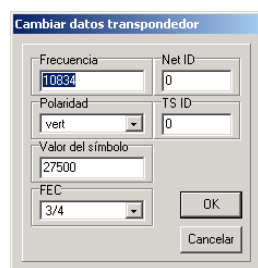 Cambiar datos transpondedor
Frecuencia
10834
Net ID
0
Polaridad
vert
TS ID
0
Valor del símbolo
27500
FEC
3/4
OK
Cancelar